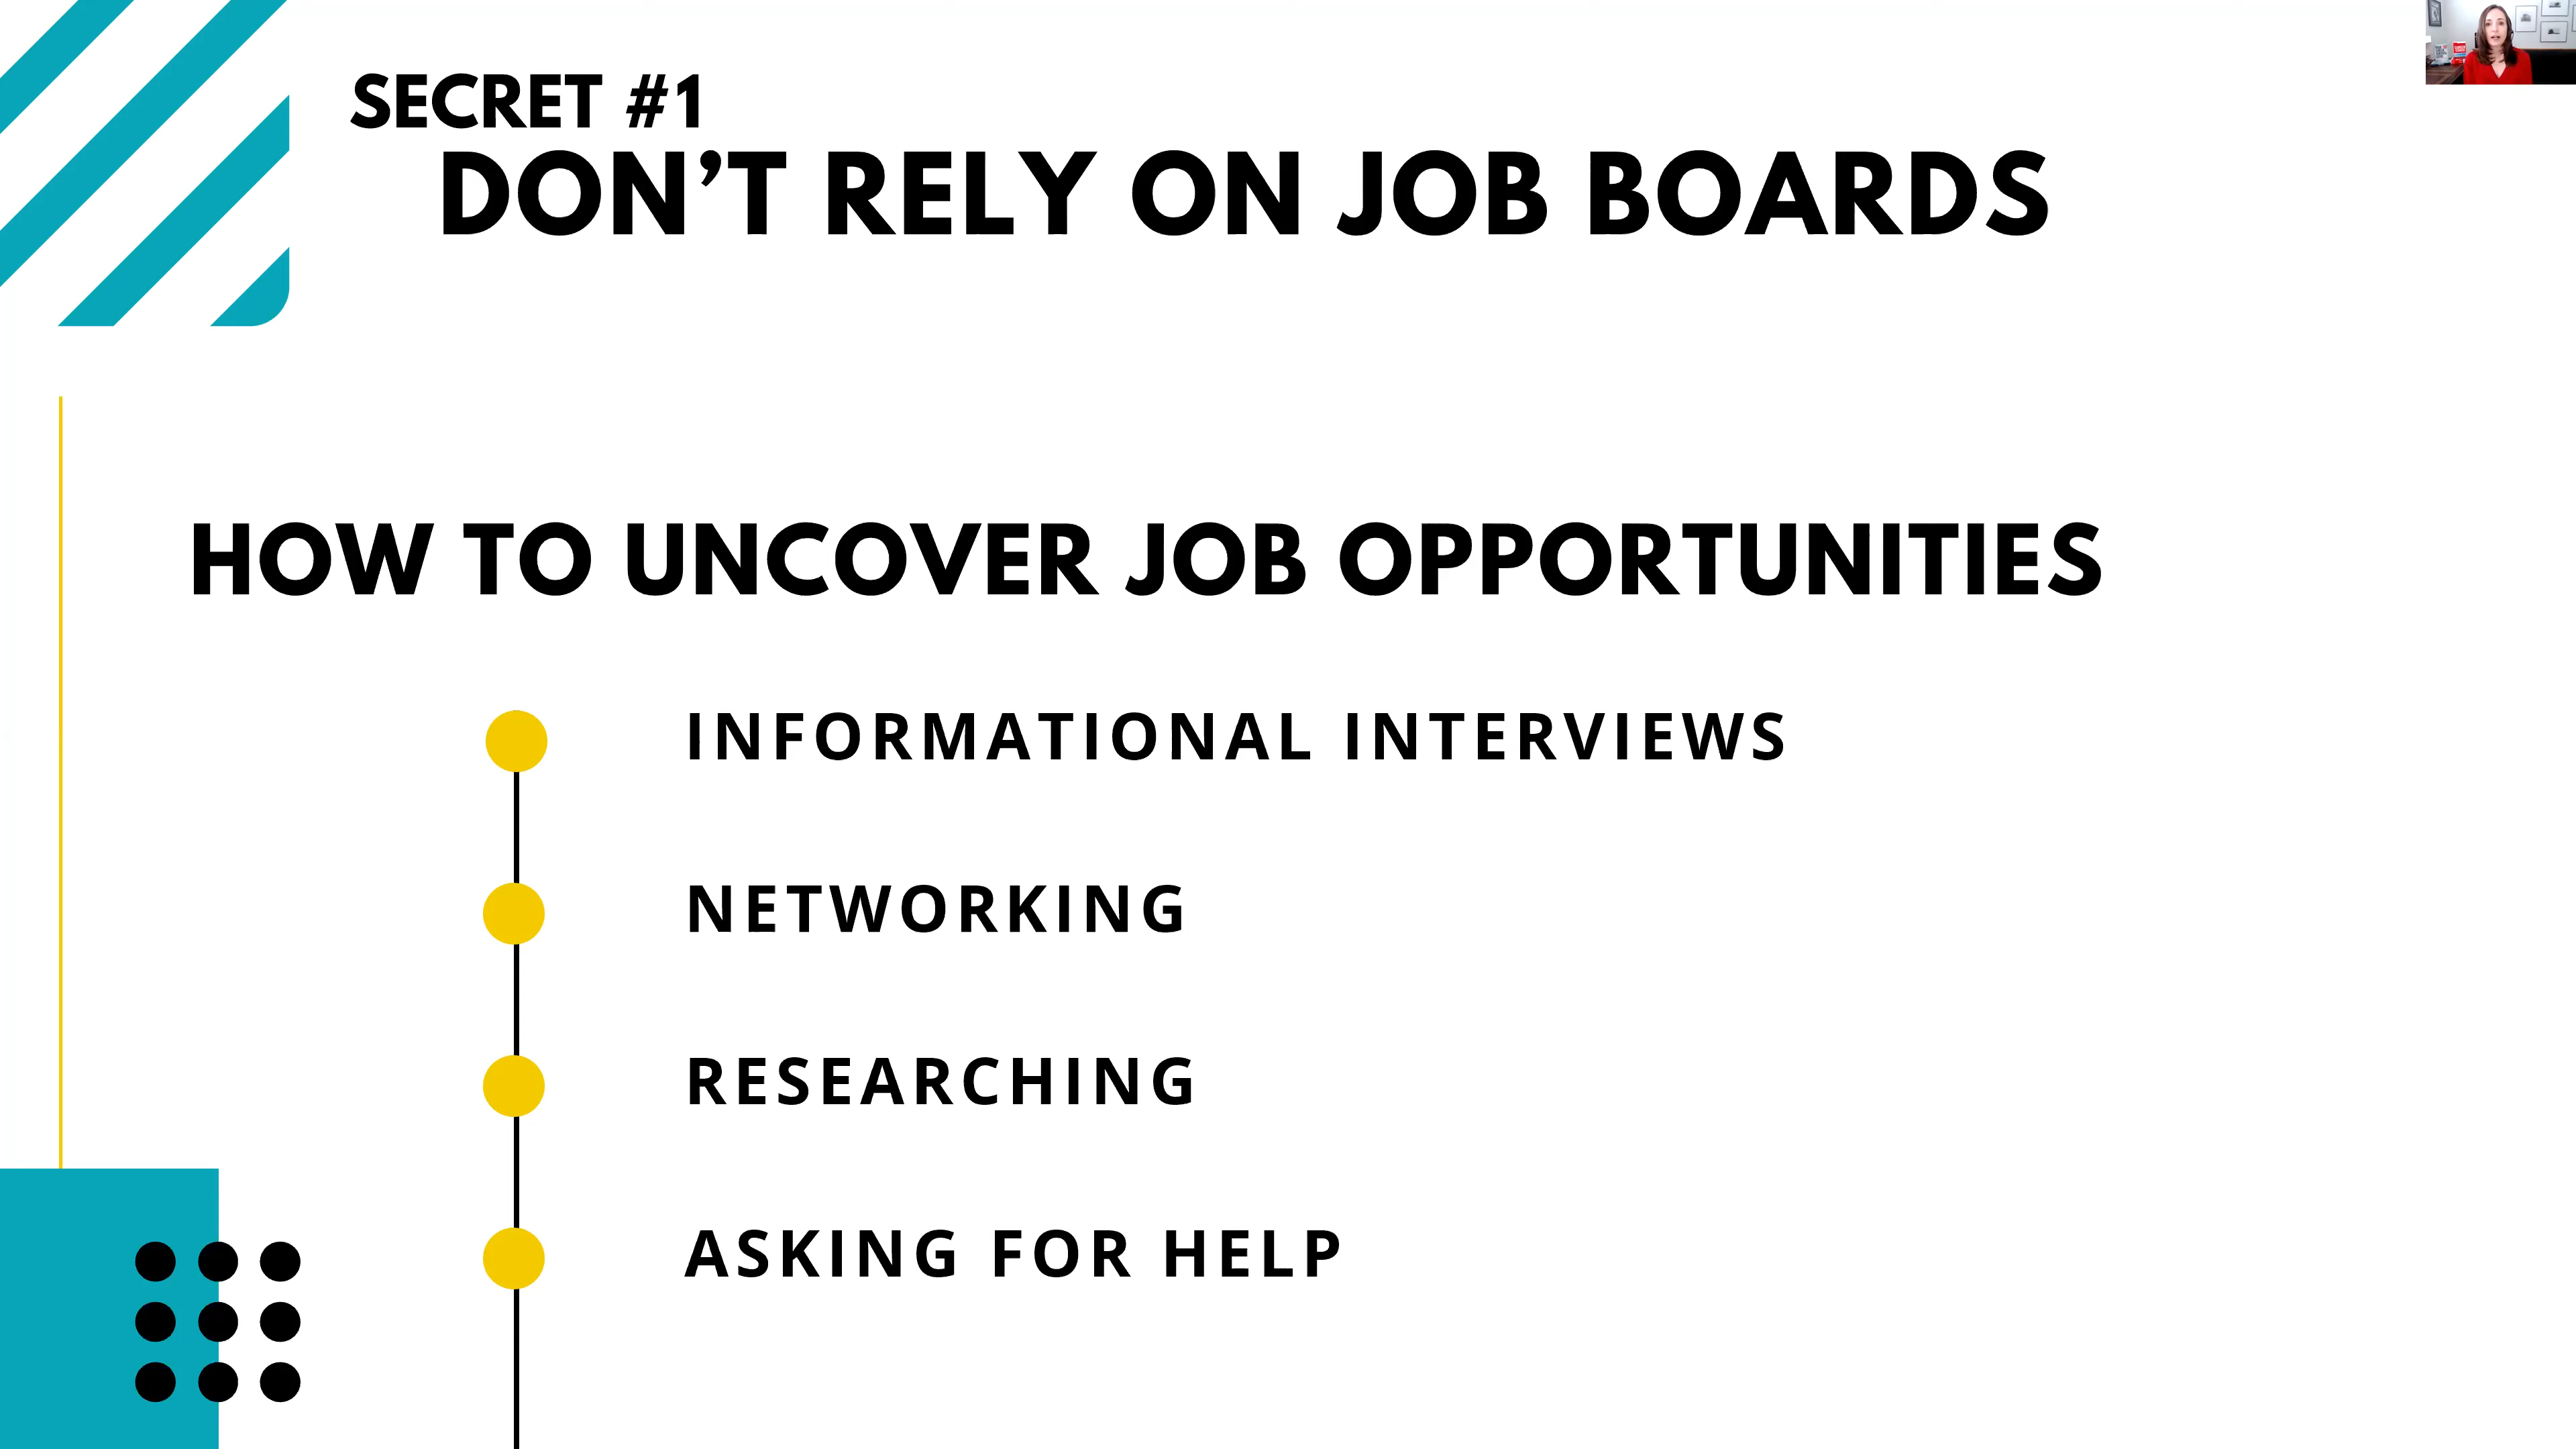 SECRET #1
DON’T RELY ON JOB BOARDS
HOW TO UNCOVER JOB OPPORTUNITIES
INFORMATIONAL INTERVIEWS
NETWORKING
RESEARCHING
ASKING FOR HELP